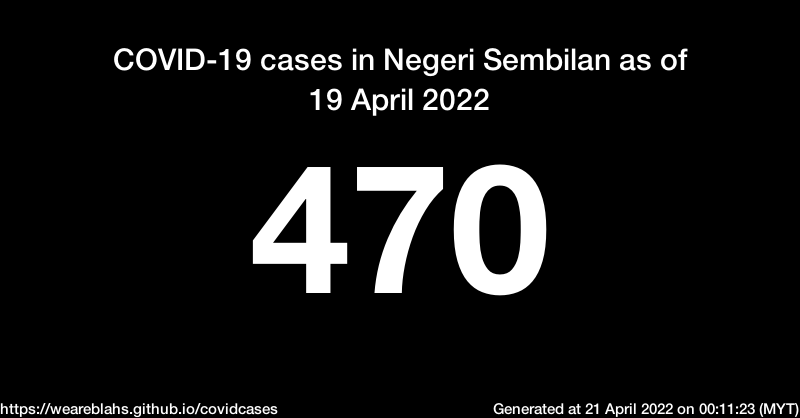 COVID-19 cases in Negeri Sembilan as of
19 April 2022
470
https://weareblahs.github.io/covidcases
Generated at 21 April 2022 on 00:11:23 (MYT)